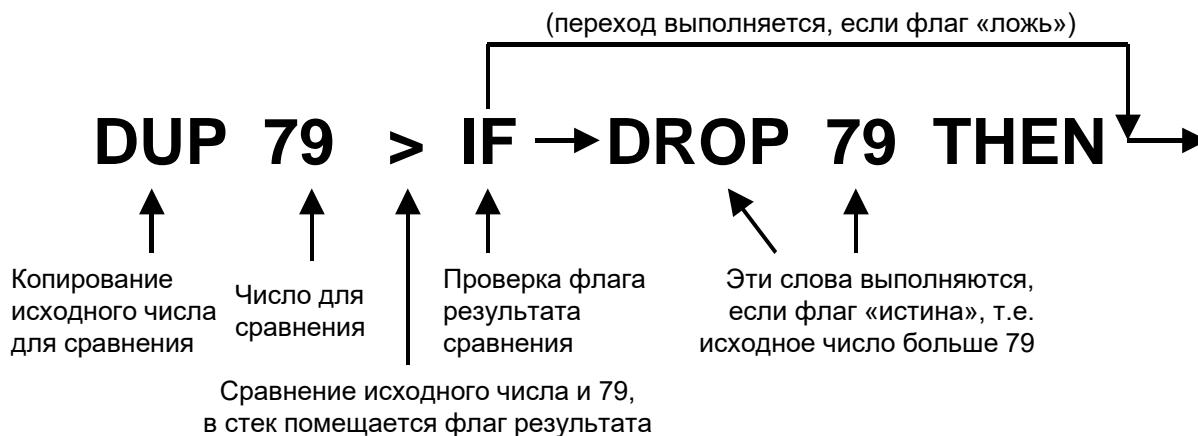 (переход выполняется, если флаг «ложь»)
DUP 79 > IF DROP 79 THEN
Копирование
исходного числа
для сравнения
Число для
сравнения
Проверка флага
результата
сравнения
Эти слова выполняются,
если флаг «истина», т.е.
исходное число больше 79
Сравнение исходного числа и 79,
в стек помещается флаг результата